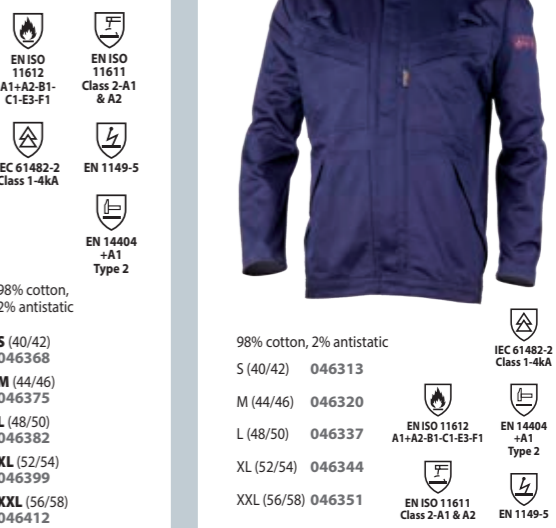 EN ISO
11612
A1+A2-B1-
C1-E3-F1
EN ISO
11611
Class 2-A1
& A2
IEC 61482-2
Class 1-4kA
EN 1149-5
EN 14404
+A1
Type 2
98% cotton,
2% antistatic
S (40/42)
046368
M (44/46)
046375
L (48/50)
046382
XL (52/54)
046399
XXL (56/58)
046412
98% cotton, 2% antistatic
S (40/42) 046313
M (44/46) 046320
L (48/50) 046337
XL (52/54) 046344
XXL (56/58) 046351
IEC 61482-2
Class 1-4kA
EN ISO 11612
A1+A2-B1-C1-E3-F1
EN 14404
+A1
Type 2
EN ISO 11611
Class 2-A1 & A2
EN 1149-5